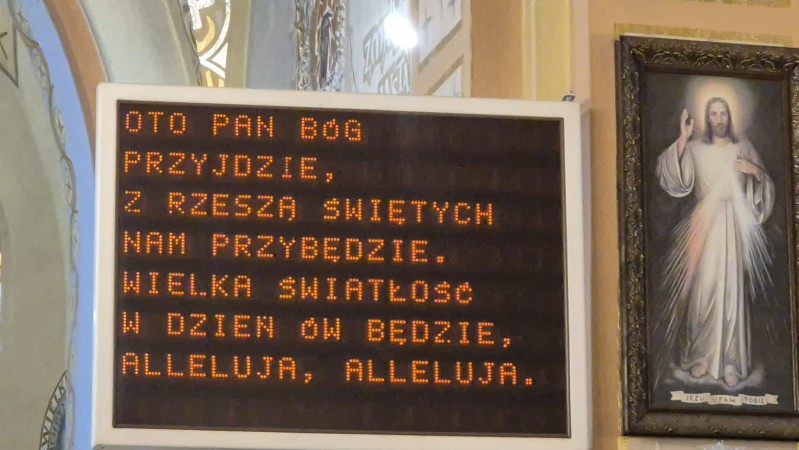 OTO PAN BóG
PRZYJDZIE,
Z RZESZĄ ŚWIĘTYCH
NAM PRZYBĘDZIE.
WIELKA ŚWIATŁOŚĆ
W DZIEŃ óW BĘDZIE,
ALLELUJA, ALLELUJA.
JEZU UFAM TOBIE